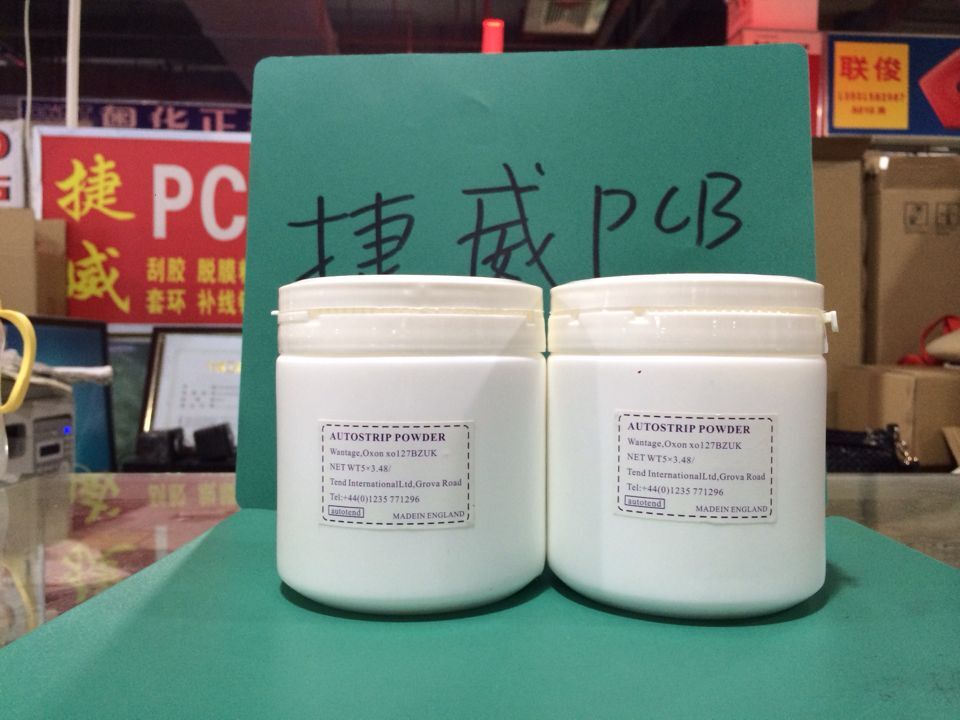 联俊
奥华正
捷威
PC
刮胶 脱膜
套环 补线
捷威PCB
AUTOSTRIP POWDER
Wantage,Oxon xo127BZUK
NET WT5×3.48/
Tend InternationalLtd,Grova Road
Tel:+44(0)1235 771296
autotend
MADEIN ENGLAND
AUTOSTRIP POWDER
Wantage,Oxon xo127BZUK
NET WT5×3.48/
Tend InternationalLtd,Grova Road
Tel:+44(0)1235 771296
autotend
MADEIN ENGLAND